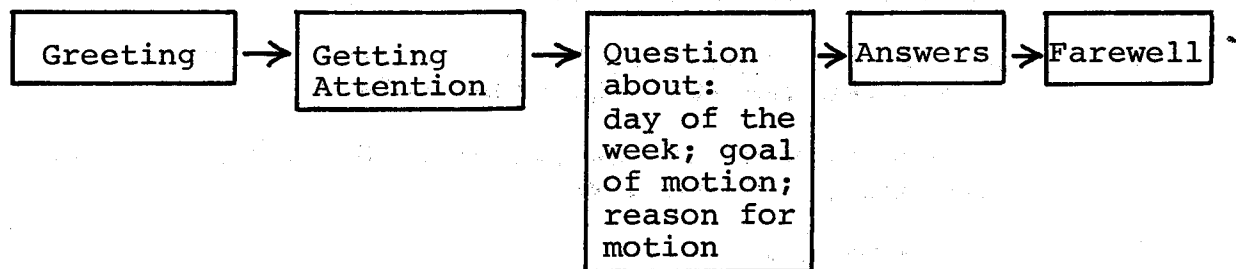 Greeting
Getting
Attention
Question
about:
day of the
week; goal
of motion;
reason for
motion
Answers
Farewell